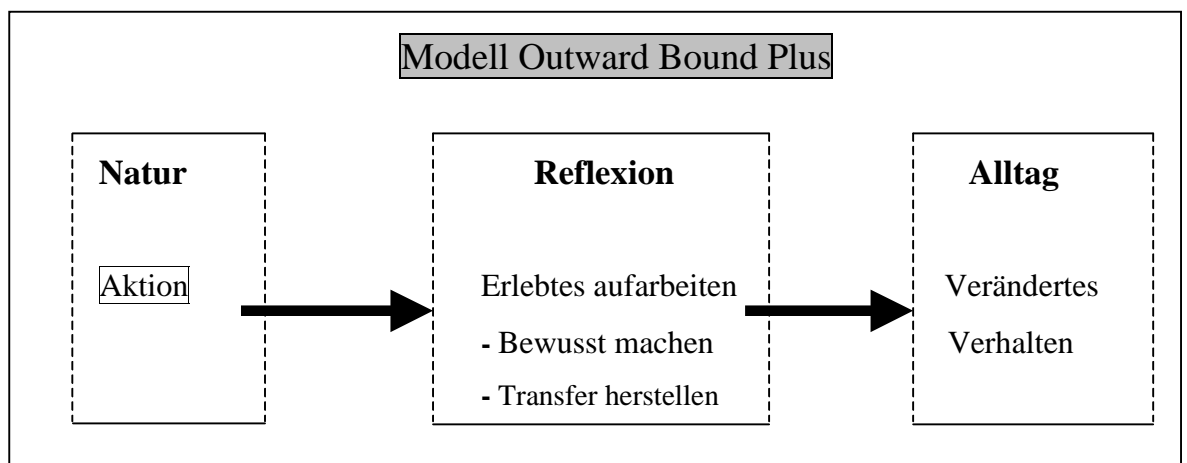 Modell Outward Bound Plus
Natur
Aktion
Reflexion
Erlebtes aufarbeiten
- Bewusst machen
- Transfer herstellen
Alltag
Verändertes
Verhalten